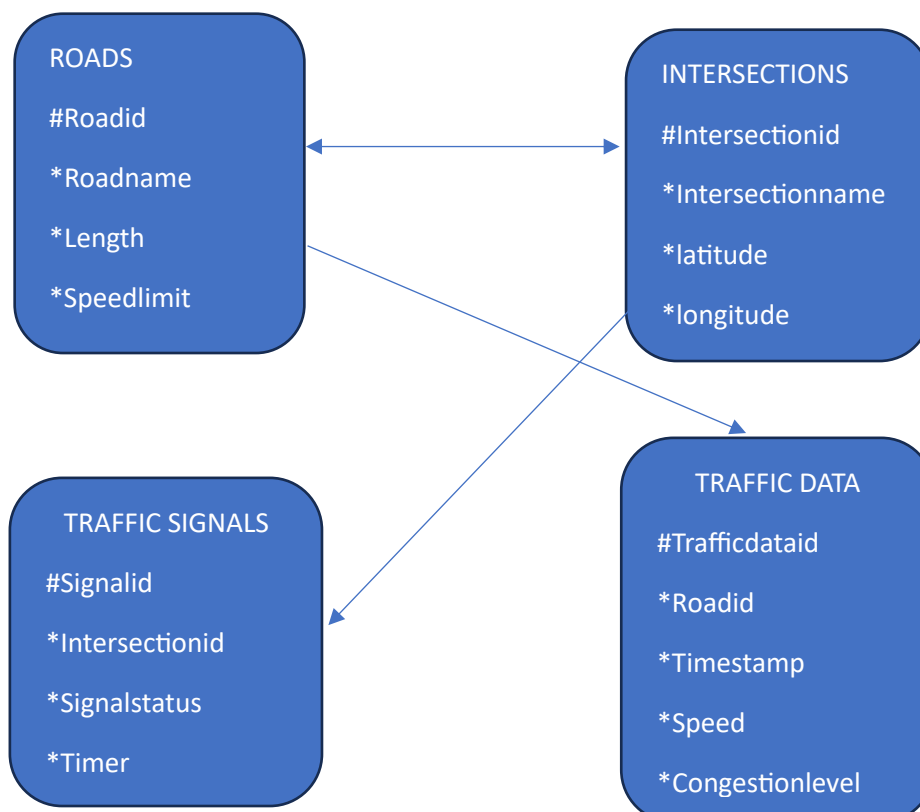 ROADS
#Roadid
*Roadname
*Length
*Speedlimit
INTERSECTIONS
#Intersectionid
*Intersectionname
*latitude
*longitude
TRAFFIC SIGNALS
#Signalid
*Intersectionid
*Signalstatus
*Timer
TRAFFIC DATA
#Trafficdataid
*Roadid
*Timestamp
*Speed
*Congestionlevel